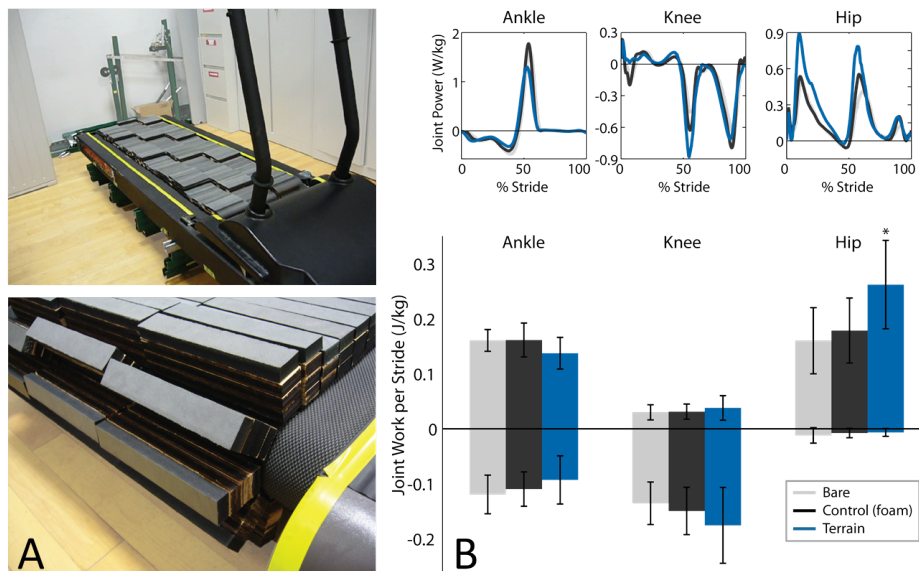 A
B
Ankle
Knee
Hip
Joint Power (W/kg)
2
1
0
0
50
100
% Stride
0.3
0
-0.3
-0.6
-0.9
0
50
100
% Stride
0.9
0.6
0.3
0
0
50
100
% Stride
Ankle
Knee
Hip
*
Joint Work per Stride (J/kg)
0.3
0.2
0.1
0
-0.1
-0.2
Bare
Control (foam)
Terrain